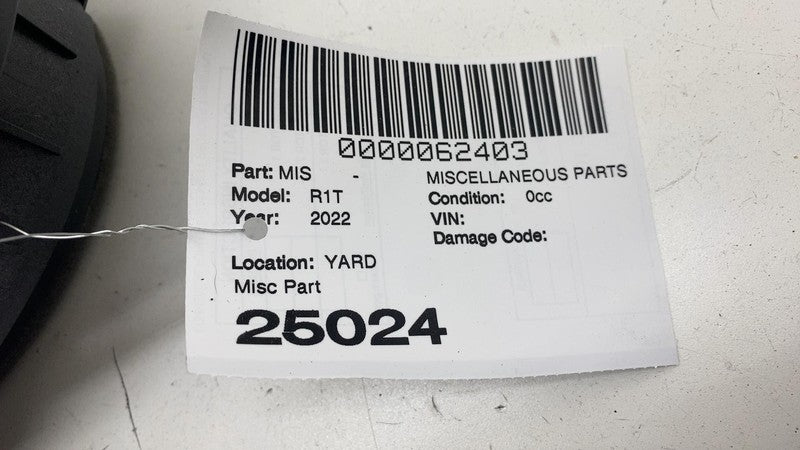 0000062403
Part: MIS - MISCELLANEOUS PARTS
Model: R1T Condition: 0cc
Year: 2022 VIN:
Damage Code:
Location: YARD
Misc Part
25024